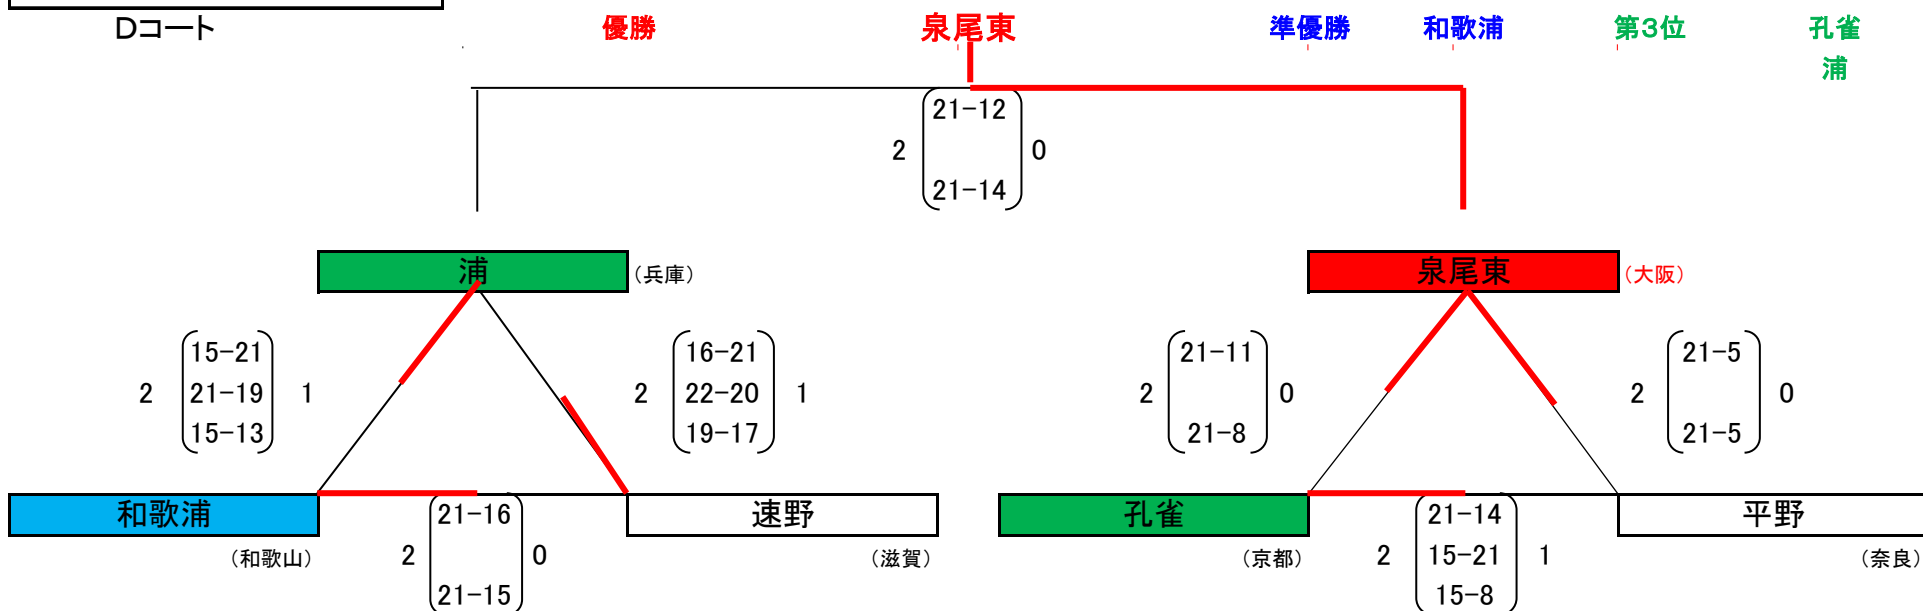 Dコート 優勝 泉尾東 準優勝 和歌浦 第3位 孔雀
浦
21-12
2 0
21-14
浦 (兵庫) 泉尾東 (大阪)
15-21 16-21 21-11 21-5
2 21-19 1 2 22-20 1 2 0 2 0
15-13 19-17 21-8 21-5
和歌浦 21-16 速野 孔雀 21-14 平野
(和歌山) 2 0 (滋賀) (京都) 2 15-21 1 (奈良)
21-15 15-8